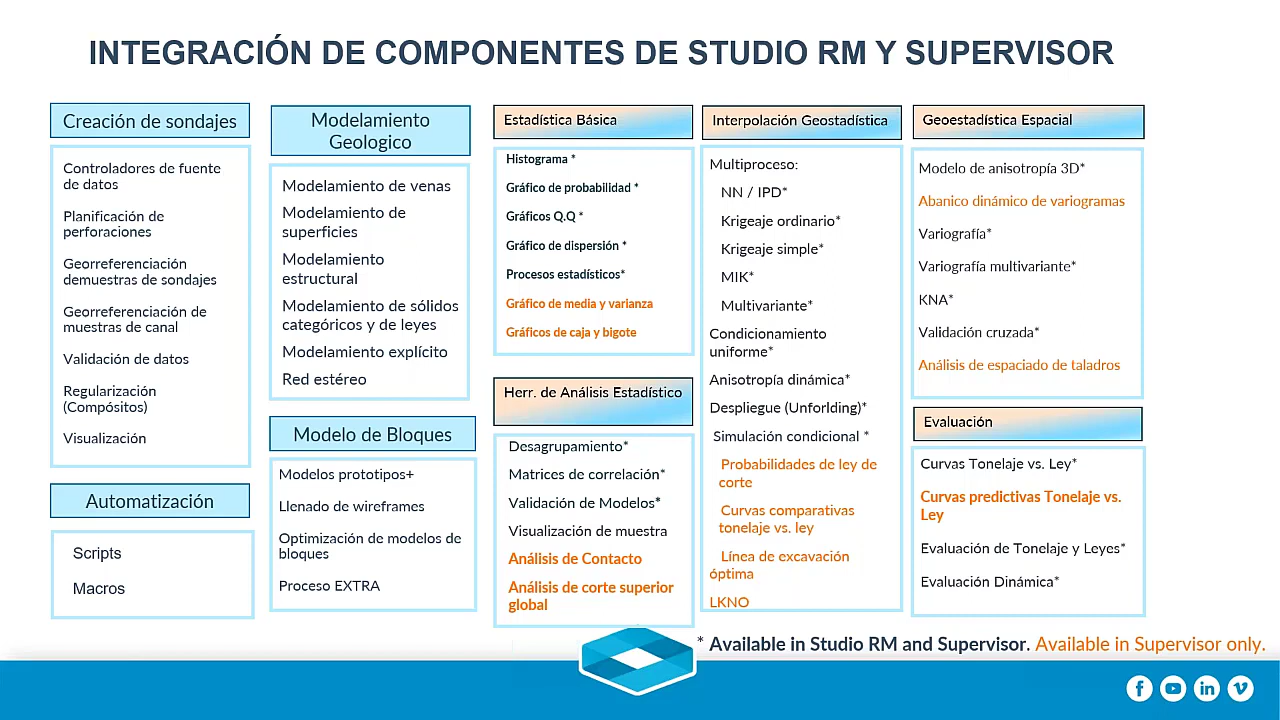 INTEGRACIÓN DE COMPONENTES DE STUDIO RM Y SUPERVISOR
Creación de sondajes
Controladores de fuente
de datos
Planificación de
perforaciones
Georreferenciación
demuestras de sondajes
Georreferenciación de
muestras de canal
Validación de datos
Regularización
(Compósitos)
Visualización
Automatización
Scripts
Macros
Modelamiento
Geologico
Modelamiento de venas
Modelamiento de
superficies
Modelamiento
estructural
Modelamiento de sólidos
categóricos y de leyes
Modelamiento explícito
Red estéreo
Modelo de Bloques
Modelos prototipos+
Llenado de wireframes
Optimización de modelos de
bloques
Proceso EXTRA
Estadística Básica
Histograma *
Gráfico de probabilidad *
Gráficos Q.Q *
Gráfico de dispersión *
Procesos estadísticos*
Gráfico de media y varianza
Gráficos de caja y bigote
Herr. de Análisis Estadístico
Desagrupamiento*
Matrices de correlación*
Validación de Modelos*
Visualización de muestra
Análisis de Contacto
Análisis de corte superior
global
Interpolación Geostadística
Multiproceso:
NN / IPD*
Krigeaje ordinario*
Krigeaje simple*
MIK*
Multivariante*
Condicionamiento
uniforme*
Anisotropía dinámica*
Despliegue (Unforlding)*
Simulación condicional *
Probabilidades de ley de
corte
Curvas comparativas
tonelaje vs. ley
Línea de excavación
óptima
LKNO
Geoestadística Espacial
Modelo de anisotropía 3D*
Abanico dinámico de variogramas
Variografía*
Variografía multivariante*
KNA*
Validación cruzada*
Análisis de espaciado de taladros
Evaluación
Curvas Tonelaje vs. Ley*
Curvas predictivas Tonelaje vs.
Ley
Evaluación de Tonelaje y Leyes*
Evaluación Dinámica*
* Available in Studio RM and Supervisor. Available in Supervisor only.